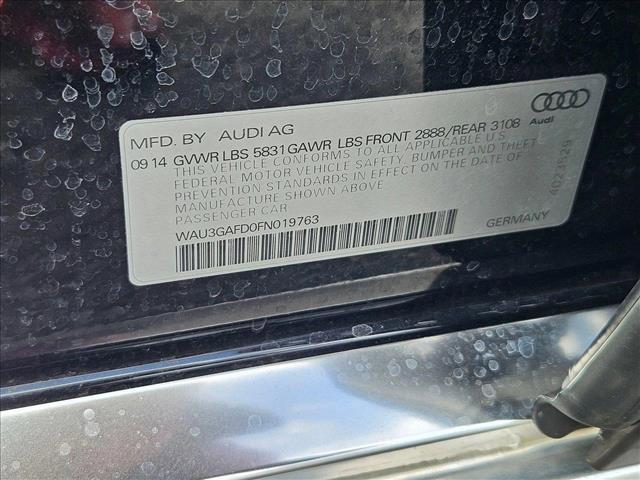 MFD. BY AUDI AG
Audi
09 14 GVWR LBS 5831 GAWR LBS FRONT 2888/REAR 3108
THIS VEHICLE CONFORMS TO ALL APPLICABLE U.S.
FEDERAL MOTOR VEHICLE SAFETY, BUMPER AND THEFT
PREVENTION STANDARDS IN EFFECT ON THE DATE OF
MANUFACTURE SHOWN ABOVE
PASSENGER CAR
WAU3GAFD0FN019763
GERMANY
4023529